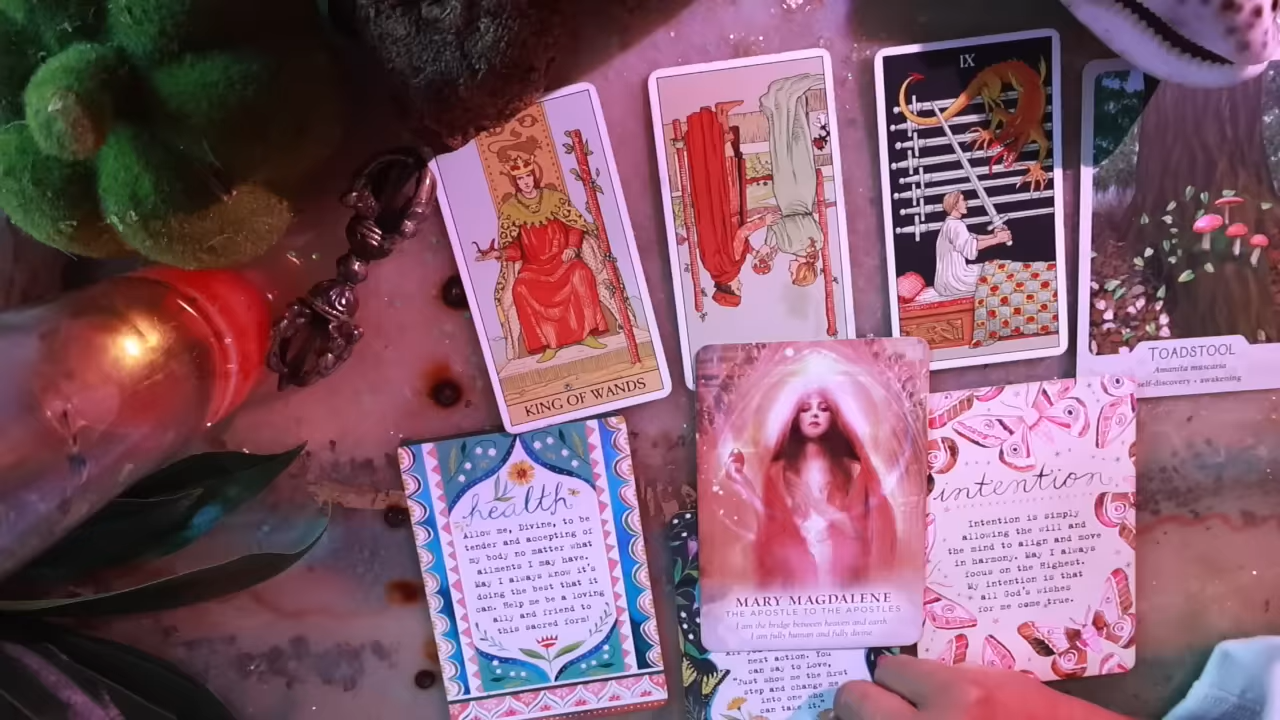 KING OF WANDS
IX
TOADSTOOL
Amanita muscaria
self-discovery • awakening
health
Allow me, Divine, to be
tender and accepting of
my body no matter what
ailments I may have.
May I always know it's
doing the best that it
can. Help me be a loving
ally and friend to
this sacred form!
MARY MAGDALENE
THE APOSTLE TO THE APOSTLES
I am the bridge between heaven and earth
I am fully human and fully divine
next action. You
can say to Love,
"Just show me the first
step and change me
into one who
can take it."
intention
Intention is simply
allowing the will and
the mind to align and move
in harmony. May I always
focus on the Highest.
My intention is that
all God's wishes
for me come true.